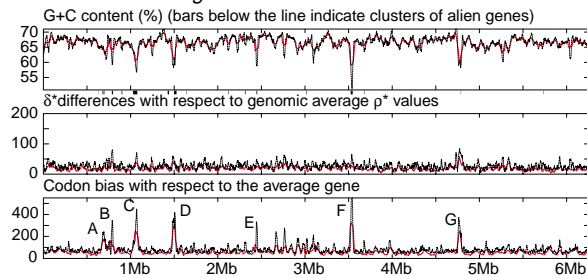 G+C content (%) (bars below the line indicate clusters of alien genes)
70
65
60
55
δ*differences with respect to genomic average ρ* values
200
100
0
Codon bias with respect to the average gene
400
200
0
A
B
C
D
E
F
G
1Mb
2Mb
3Mb
4Mb
5Mb
6Mb